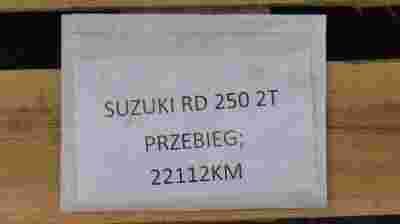 SUZUKI RD 250 2T
PRZEBIEG;
22112KM